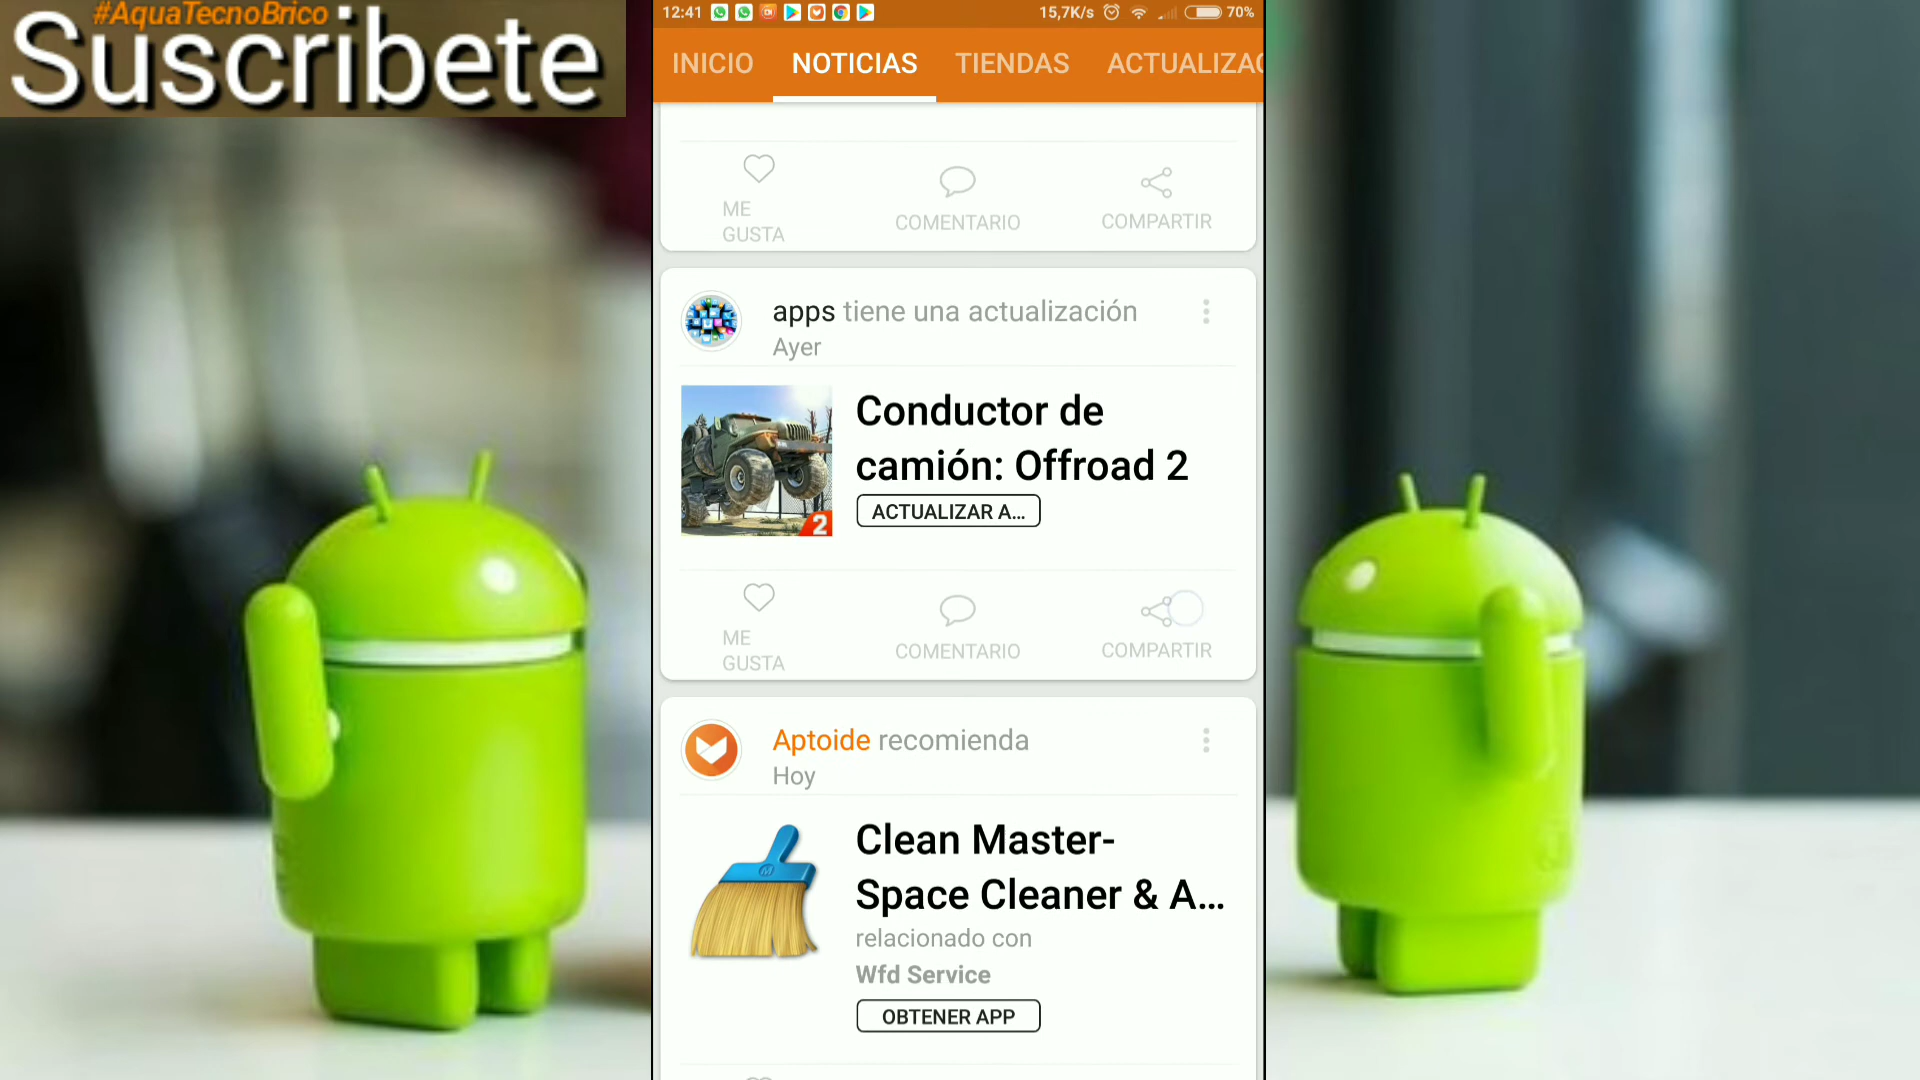 #AquaTecnoBrico
Suscribete
12:41
15,7K/s
70%
INICIO NOTICIAS TIENDAS ACTUALIZAC
ME
GUSTA
COMENTARIO
COMPARTIR
apps tiene una actualización
Ayer
Conductor de
camión: Offroad 2
2
ACTUALIZAR A...
ME
GUSTA
COMENTARIO
COMPARTIR
Aptoide recomienda
Hoy
Clean Master-
Space Cleaner & A...
relacionado con
Wfd Service
OBTENER APP